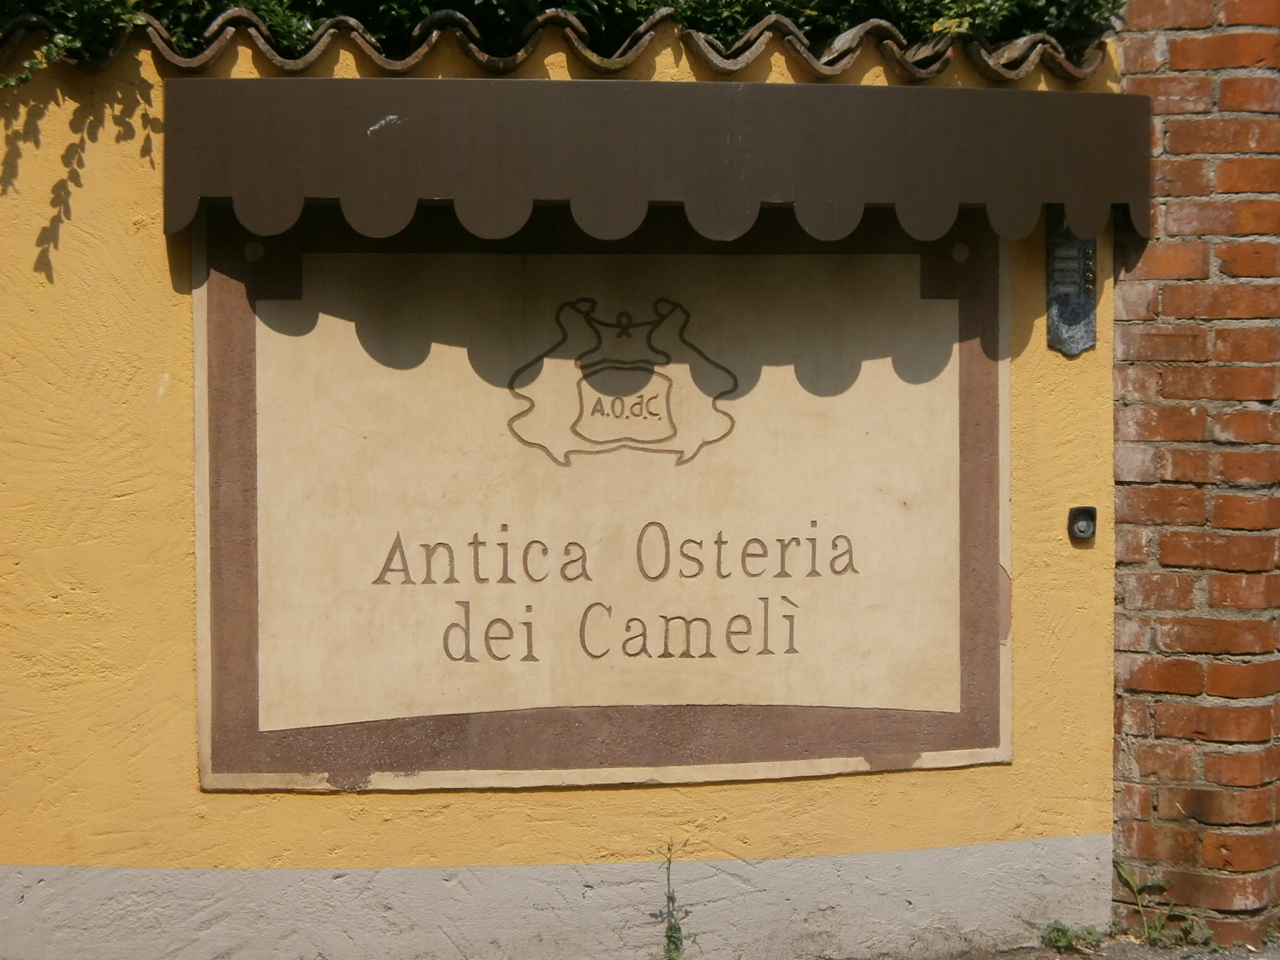 A.O.d.C.
Antica Osteria
dei Camelì